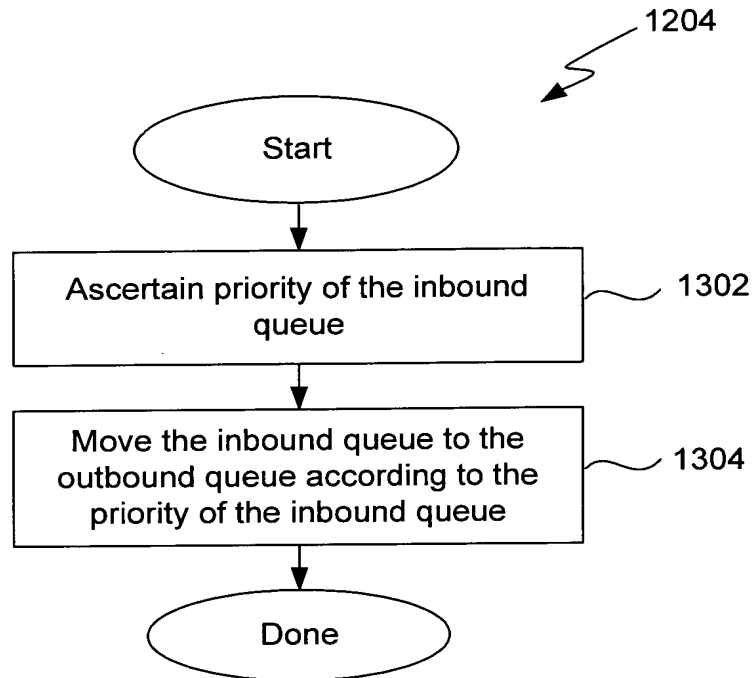 1204
Start
Ascertain priority of the inbound
queue
1302
Move the inbound queue to the
outbound queue according to the
priority of the inbound queue
1304
Done